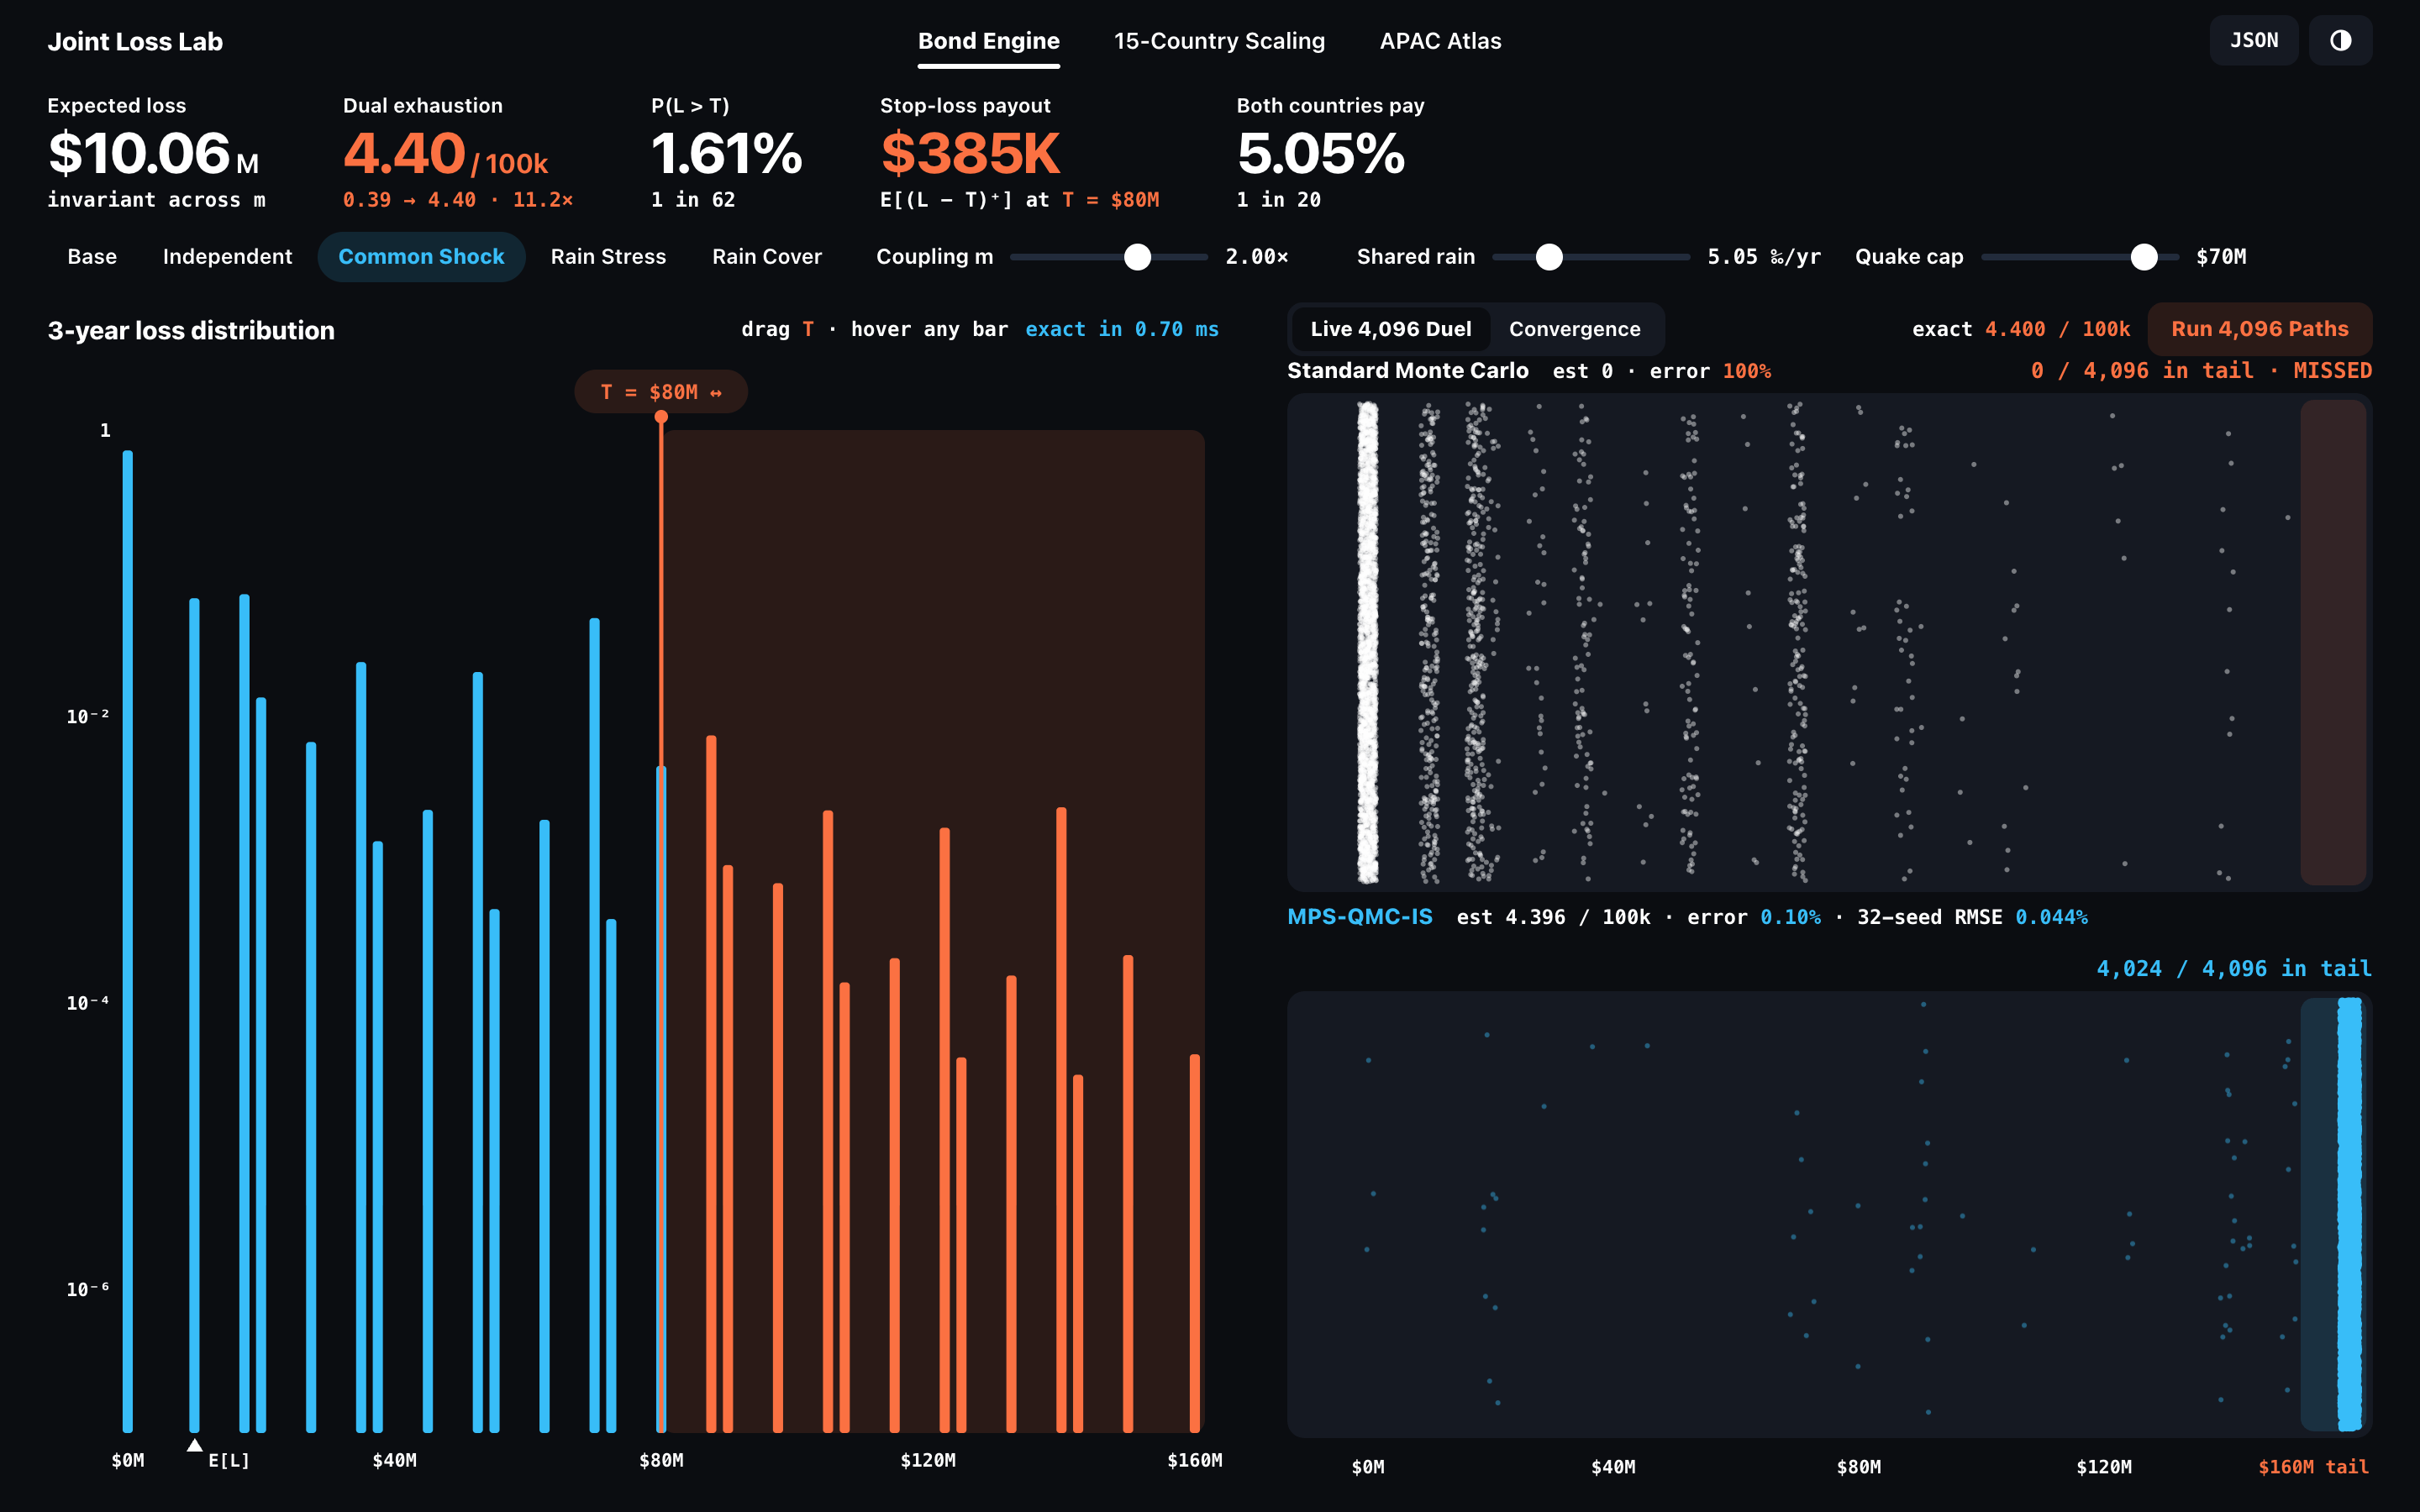 Joint Loss Lab
Bond Engine
15-Country Scaling
APAC Atlas
JSON
Expected loss
$10.06 M
invariant across m
Dual exhaustion
4.40 / 100k
0.39 → 4.40 · 11.2×
P(L > T)
1.61%
1 in 62
Stop-loss payout
$385K
E[(L − T)⁺] at T = $80M
Both countries pay
5.05%
1 in 20
Base
Independent
Common Shock
Rain Stress
Rain Cover
Coupling m
2.00×
Shared rain
5.05 ‰/yr
Quake cap
$70M
3-year loss distribution
drag T · hover any bar
exact in 0.70 ms
T = $80M ↔
1
10⁻²
10⁻⁴
10⁻⁶
$0M
E[L]
$40M
$80M
$120M
$160M
Live 4,096 Duel
Convergence
exact 4.400 / 100k
Run 4,096 Paths
Standard Monte Carlo
est 0 · error 100%
0 / 4,096 in tail · MISSED
MPS-QMC-IS
est 4.396 / 100k · error 0.10% · 32−seed RMSE 0.044%
4,024 / 4,096 in tail
$0M
$40M
$80M
$120M
$160M tail